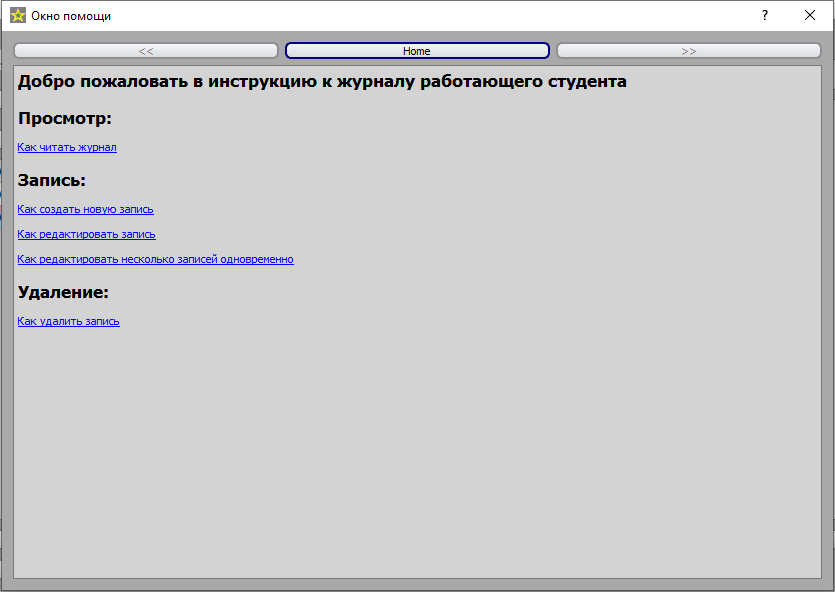 Окно помощи
?
<<
Home
>>
Добро пожаловать в инструкцию к журналу работающего студента
Просмотр:
Как читать журнал
Запись:
Как создать новую запись
Как редактировать запись
Как редактировать несколько записей одновременно
Удаление:
Как удалить запись